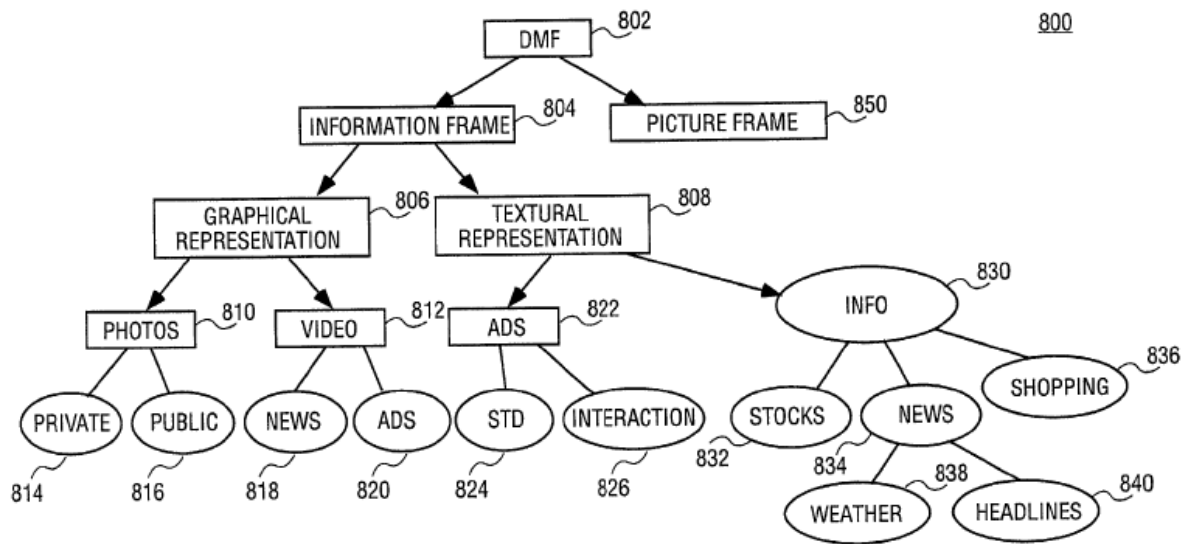 802
800
DMF
804
850
INFORMATION FRAME
PICTURE FRAME
806
808
GRAPHICAL
REPRESENTATION
TEXTURAL
REPRESENTATION
830
INFO
810
812
822
PHOTOS
VIDEO
ADS
836
SHOPPING
PRIVATE
PUBLIC
NEWS
ADS
STD
INTERACTION
STOCKS
NEWS
832
834
814
816
818
820
824
826
838
840
WEATHER
HEADLINES